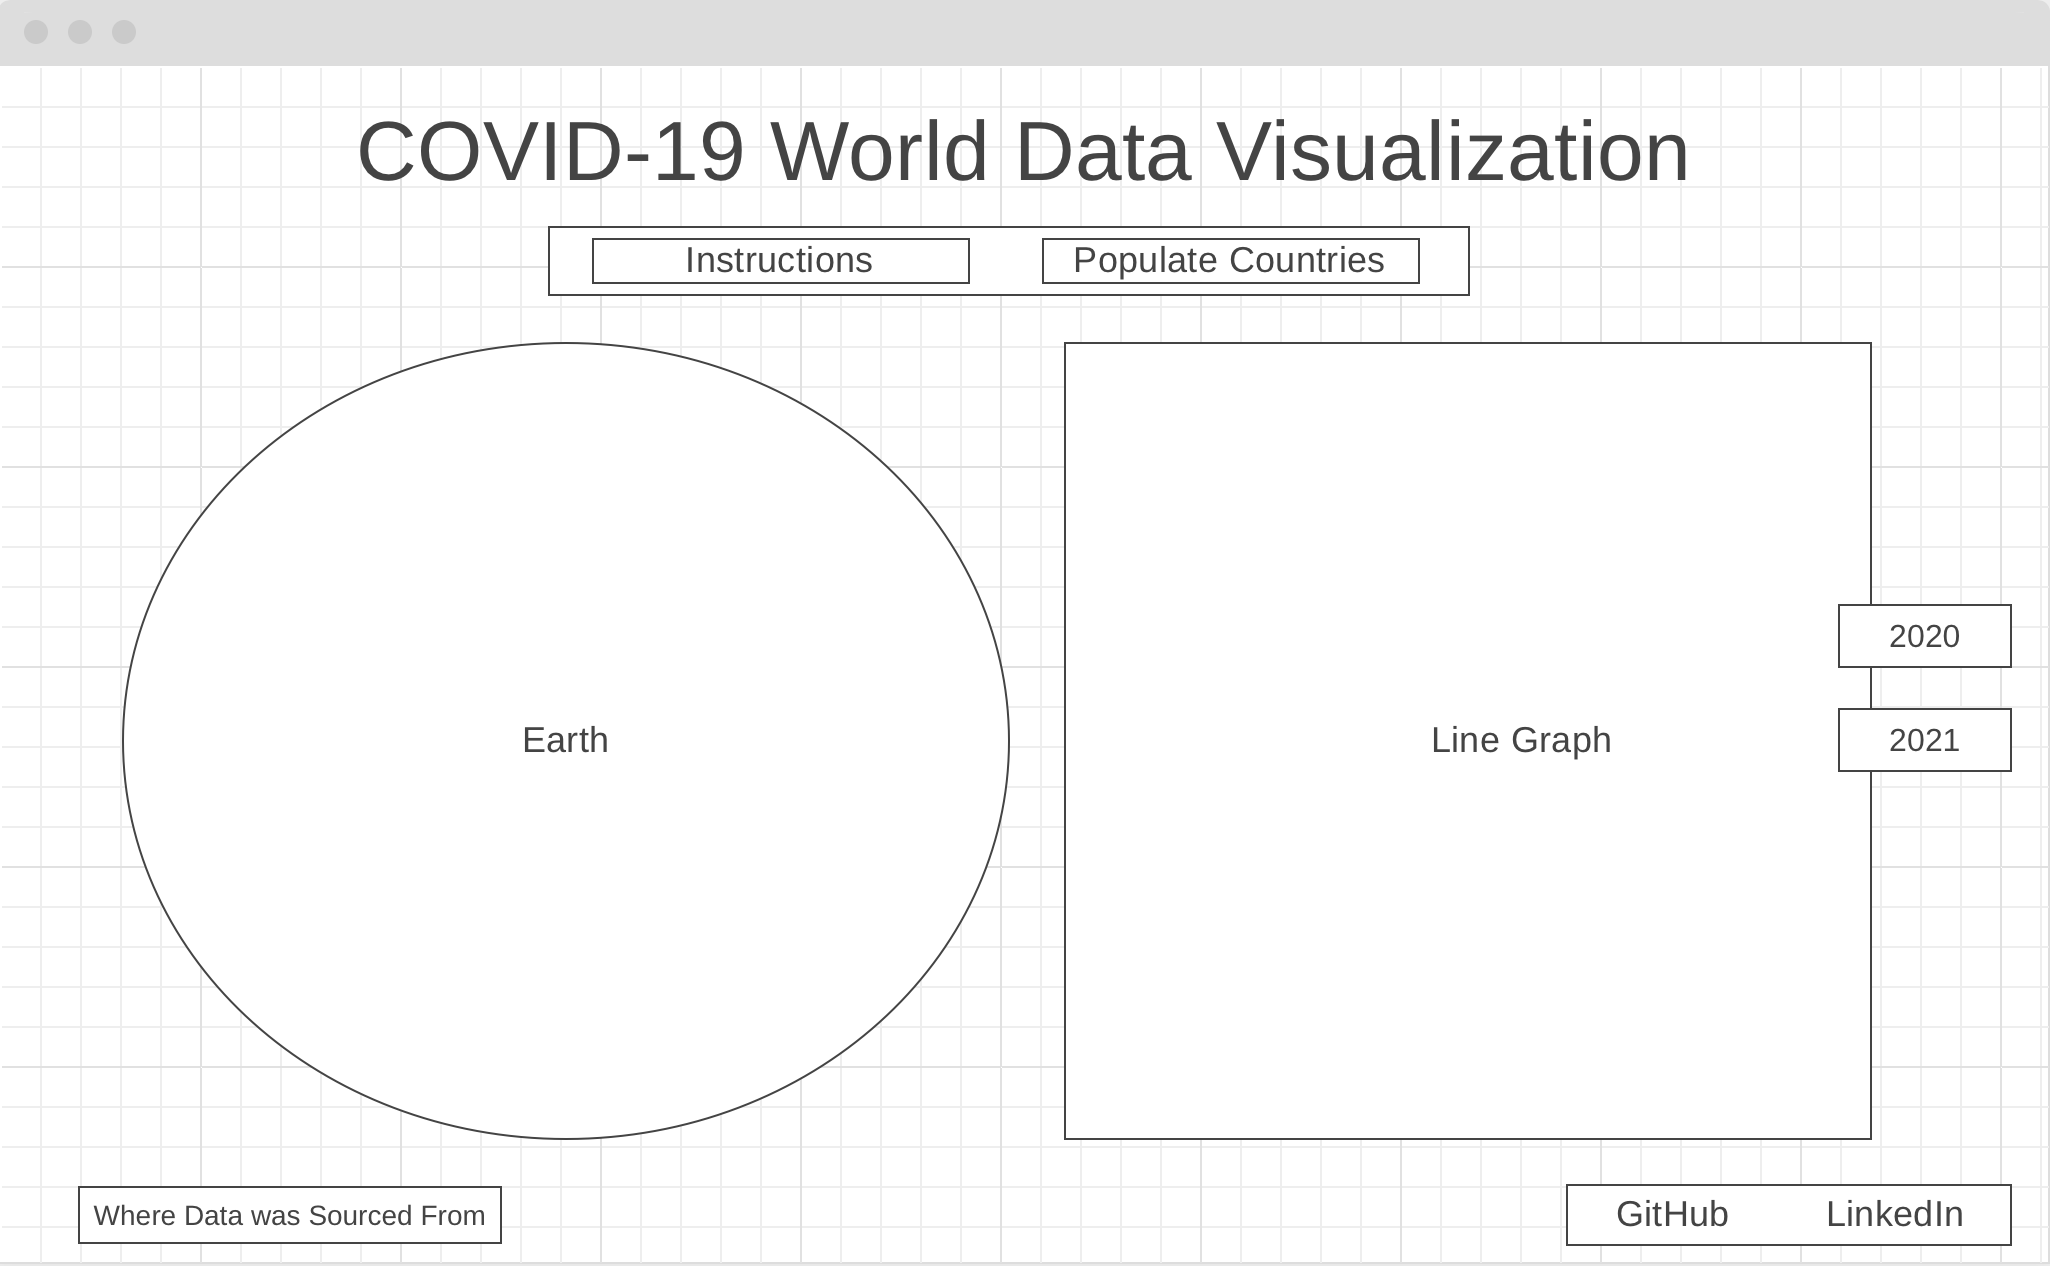 COVID-19 World Data Visualization
Instructions
Populate Countries
2020
Earth
Line Graph
2021
Where Data was Sourced From
GitHub
LinkedIn